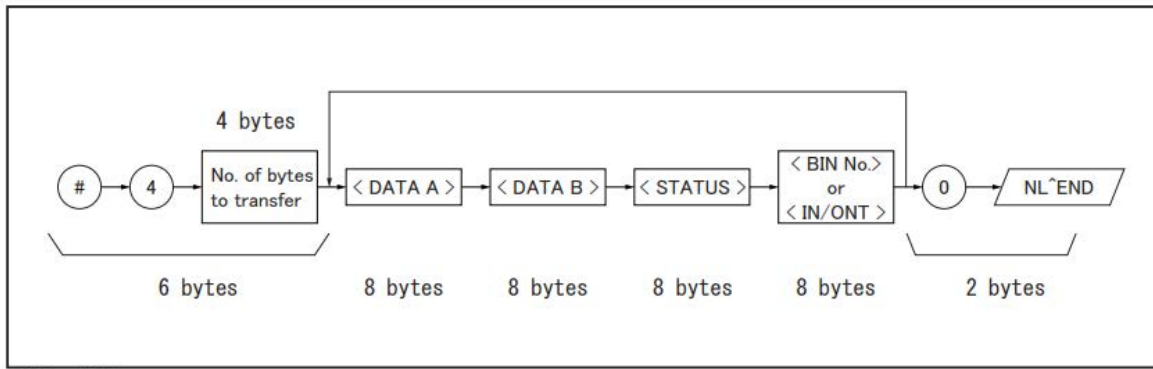 4 bytes
#
4
No. of bytes
to transfer
< DATA A >
< DATA B >
< STATUS >
< BIN No.>
or
< IN/ONT >
0
NL^END
6 bytes
8 bytes
8 bytes
8 bytes
8 bytes
2 bytes